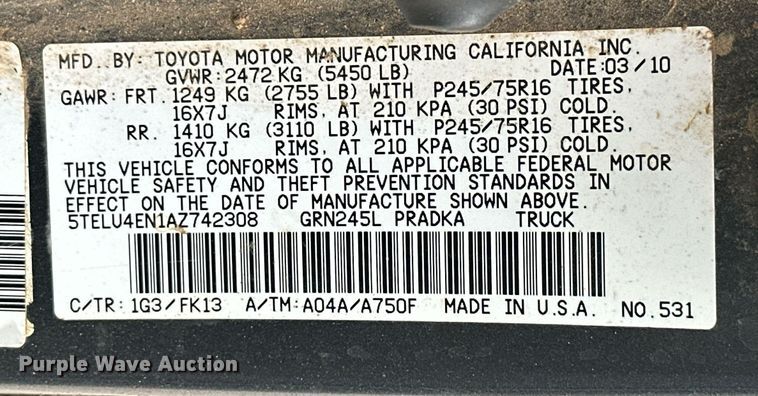 MFD. BY: TOYOTA MOTOR MANUFACTURING CALIFORNIA INC.
GVWR: 2472 KG (5450 LB) DATE: 03/10
GAWR: FRT. 1249 KG (2755 LB) WITH P245/75R16 TIRES,
16X7J RIMS, AT 210 KPA (30 PSI) COLD.
RR. 1410 KG (3110 LB) WITH P245/75R16 TIRES,
16X7J RIMS, AT 210 KPA (30 PSI) COLD.
THIS VEHICLE CONFORMS TO ALL APPLICABLE FEDERAL MOTOR
VEHICLE SAFETY AND THEFT PREVENTION STANDARDS IN
EFFECT ON THE DATE OF MANUFACTURE SHOWN ABOVE.
5TELU4EN1AZ742308 GRN245L PRADKA TRUCK
C/TR: 1G3/FK13 A/TM: A04A/A750F MADE IN U.S.A. NO.531
Purple Wave Auction